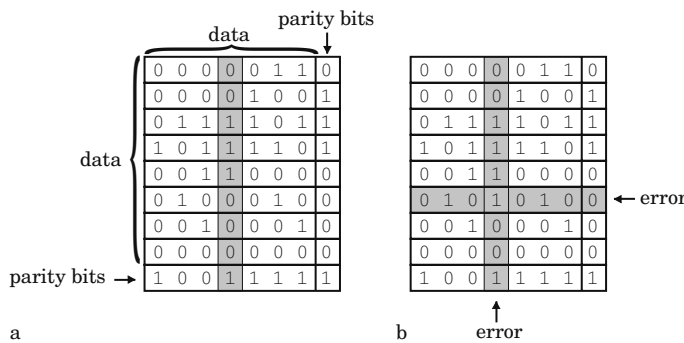 parity bits
data
data
parity bits
0 0 0 0 0 1 1 0
0 0 0 0 1 0 0 1
0 1 1 1 1 0 1 1
1 0 1 1 1 1 0 1
0 0 1 1 0 0 0 0
0 1 0 0 0 1 0 0
0 0 1 0 0 0 1 0
0 0 0 0 0 0 0 0
1 0 0 1 1 1 1 1
a
0 0 0 0 0 1 1 0
0 0 0 0 1 0 0 1
0 1 1 1 1 0 1 1
1 0 1 1 1 1 0 1
0 0 1 1 0 0 0 0
0 1 0 1 0 1 0 0
0 0 1 0 0 0 1 0
0 0 0 0 0 0 0 0
1 0 0 1 1 1 1 1
error
b
error